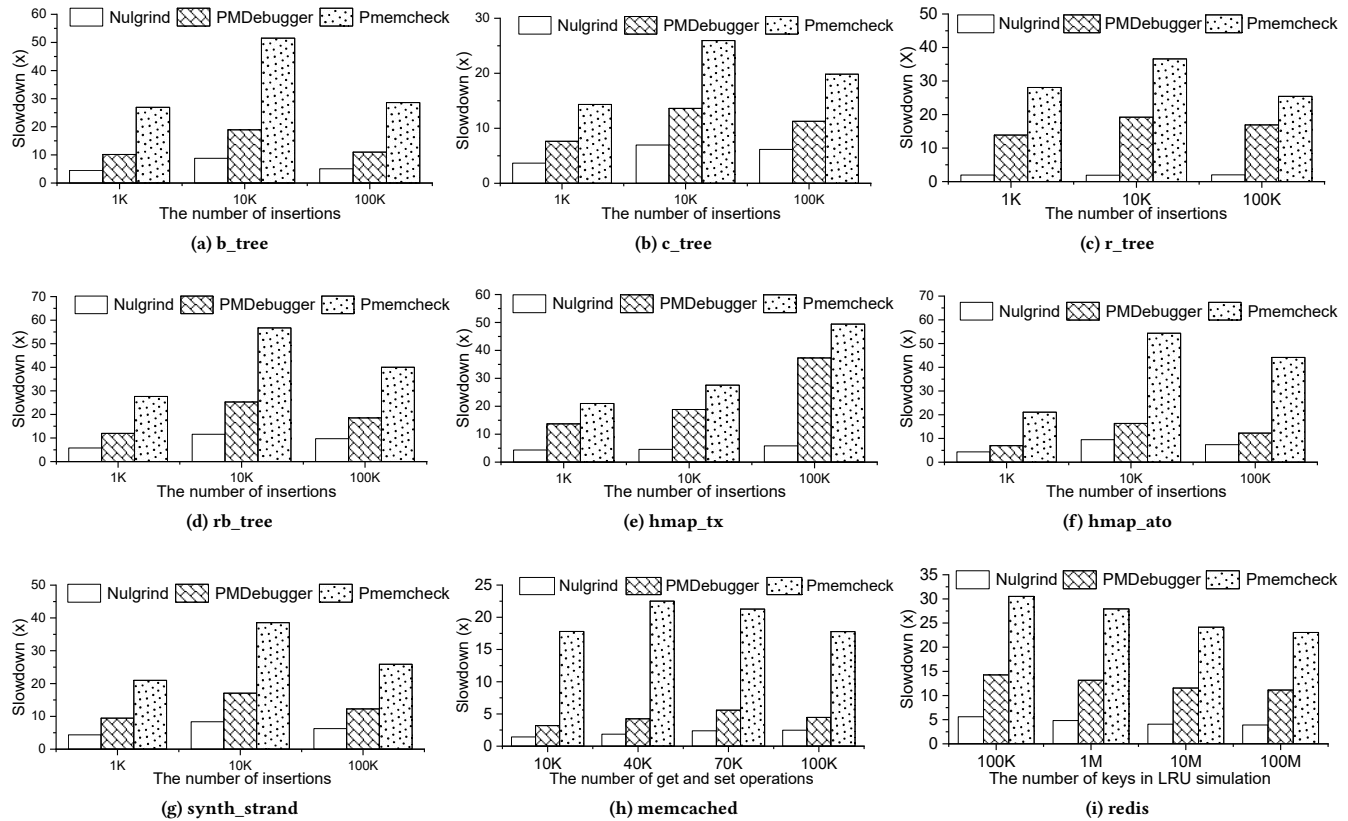 Nulgrind PMDebugger Pmemcheck
Slowdown (x)
60
50
40
30
20
10
0
1K 10K 100K
The number of insertions
(a) b_tree
Nulgrind PMDebugger Pmemcheck
Slowdown (x)
30
20
10
0
1K 10K 100K
The number of insertions
(b) c_tree
Nulgrind PMDebugger Pmemcheck
Slowdown (X)
50
40
30
20
10
0
1K 10K 100K
The number of insertions
(c) r_tree
Nulgrind PMDebugger Pmemcheck
Slowdown (x)
70
60
50
40
30
20
10
0
1K 10K 100K
The number of insertions
(d) rb_tree
Nulgrind PMDebugger Pmemcheck
Slowdown (x)
60
50
40
30
20
10
0
1K 10K 100K
The number of insertions
(e) hmap_tx
Nulgrind PMDebugger Pmemcheck
Slowdown (x)
70
60
50
40
30
20
10
0
1K 10K 100K
The number of insertions
(f) hmap_ato
Nulgrind PMDebugger Pmemcheck
Slowdown (x)
50
40
30
20
10
0
1K 10K 100K
The number of insertions
(g) synth_strand
Nulgrind PMDebugger Pmemcheck
Slowdown (x)
25
20
15
10
5
0
10K 40K 70K 100K
The number of get and set operations
(h) memcached
Nulgrind PMDebugger Pmemcheck
Slowdown (x)
35
30
25
20
15
10
5
0
100K 1M 10M 100M
The number of keys in LRU simulation
(i) redis